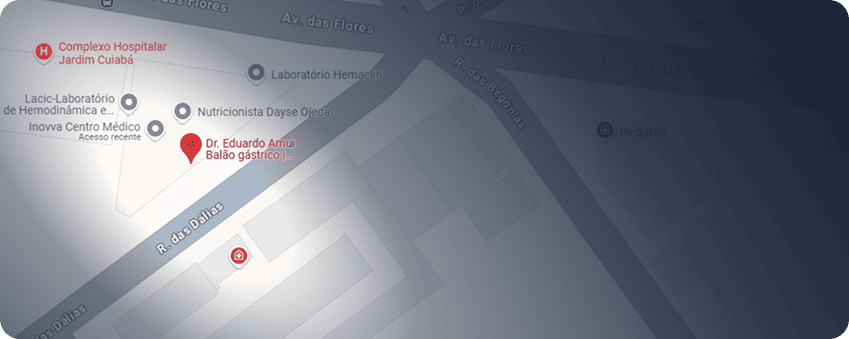 Av. das Flores
Av. das Flores
Av. das Flores
R. das Begônias
Complexo Hospitalar
Jardim Cuiabá
Laboratório Hemaclin
Lacic-Laboratório
de Hemodinâmica e...
Nutricionista Dayse Ojeda
Inovva Centro Médico
Acesso recente
Dr. Eduardo Amui -
Balão gástrico |...
Pediatria
R. das Dálias
R. das Dálias